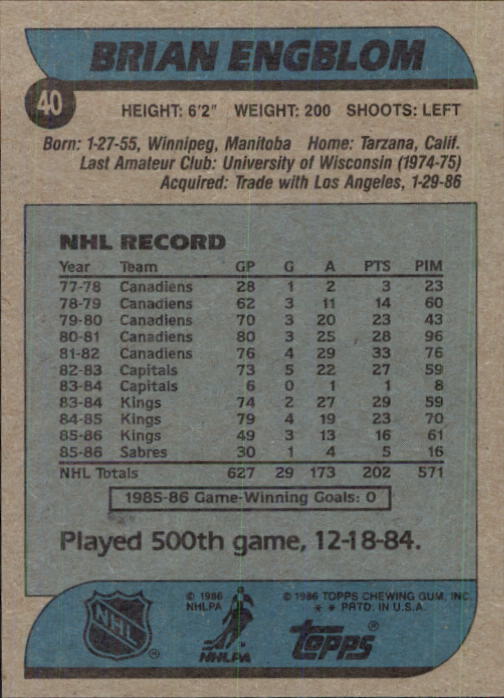 BRIAN ENGBLOM
40
HEIGHT: 6'2" WEIGHT: 200 SHOOTS: LEFT
Born: 1-27-55, Winnipeg, Manitoba Home: Tarzana, Calif.
Last Amateur Club: University of Wisconsin (1974-75)
Acquired: Trade with Los Angeles, 1-29-86
NHL RECORD
Year Team GP G A PTS PIM
77-78 Canadiens 28 1 2 3 23
78-79 Canadiens 62 3 11 14 60
79-80 Canadiens 70 3 20 23 43
80-81 Canadiens 80 3 25 28 96
81-82 Canadiens 76 4 29 33 76
82-83 Capitals 73 5 22 27 59
83-84 Capitals 6 0 1 1 8
83-84 Kings 74 2 27 29 59
84-85 Kings 79 4 19 23 70
85-86 Kings 49 3 13 16 61
85-86 Sabres 30 1 4 5 16
NHL Totals 627 29 173 202 571
1985-86 Game-Winning Goals: 0
Played 500th game, 12-18-84.
NHL ®
© 1986
NHLPA
NHLPA
© 1986 TOPPS CHEWING GUM, INC.
* * PRTD. IN U.S.A.
topps®